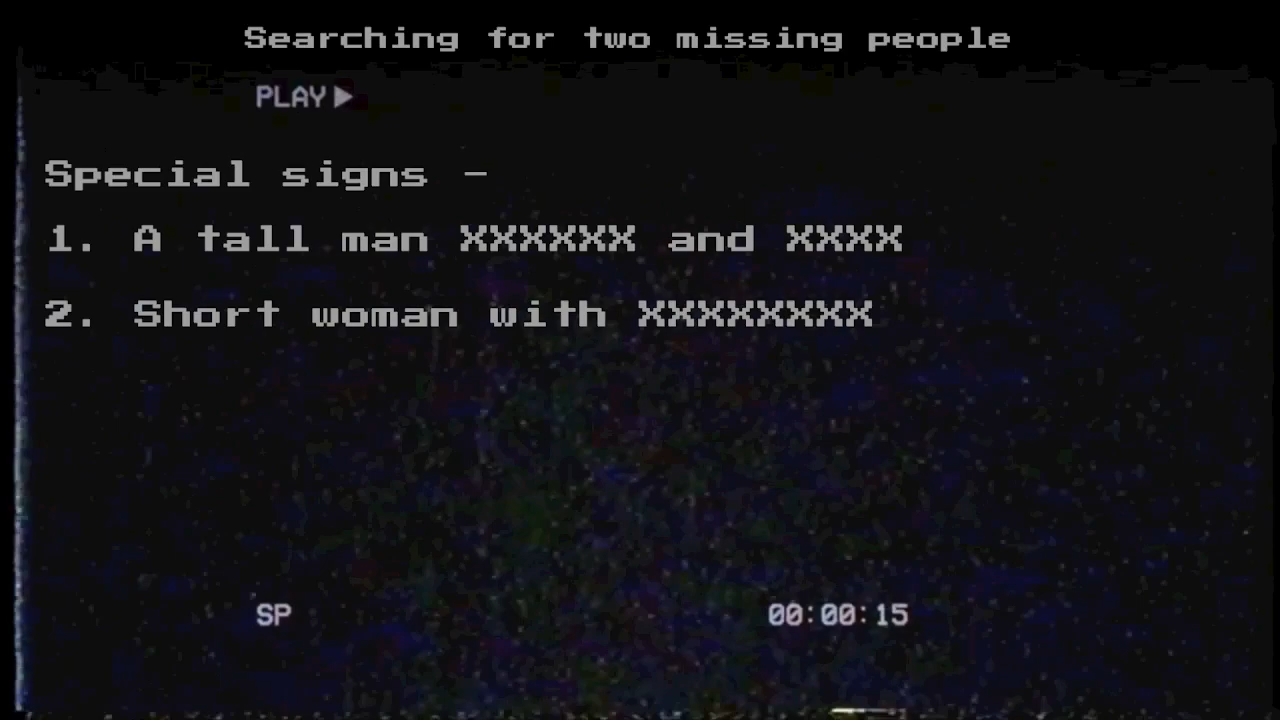 Searching for two missing people
PLAY▶
Special signs -
1. A tall man XXXXXX and XXXX
2. Short woman with XXXXXXXX
SP
00:00:15